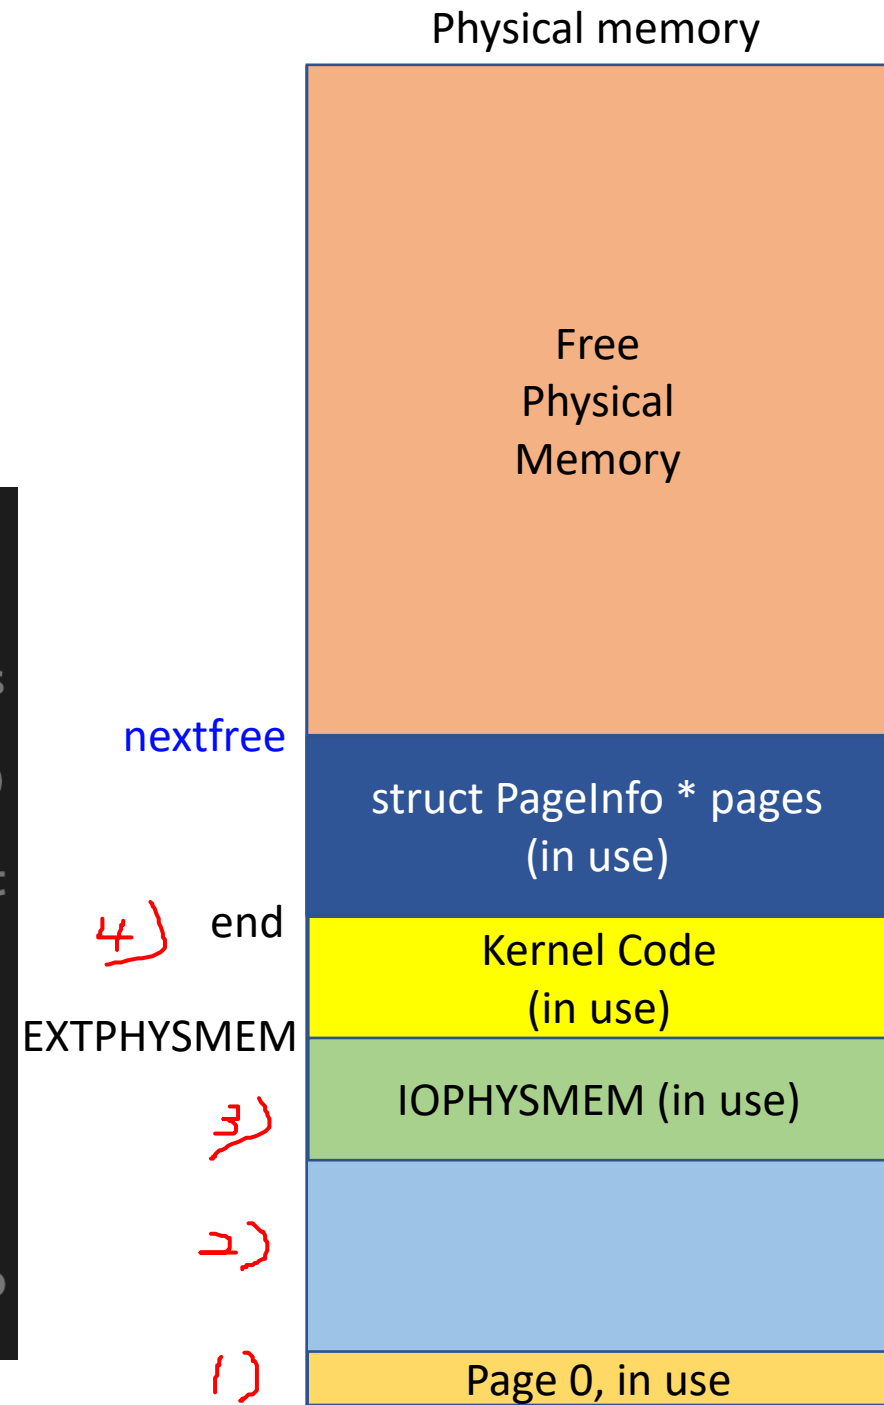 Physical memory
Free
Physical
Memory
nextfree
struct PageInfo * pages
(in use)
4) end
Kernel Code
(in use)
EXTPHYSMEM
IOPHYSMEM (in use)
3)
2)
1)
Page 0, in use